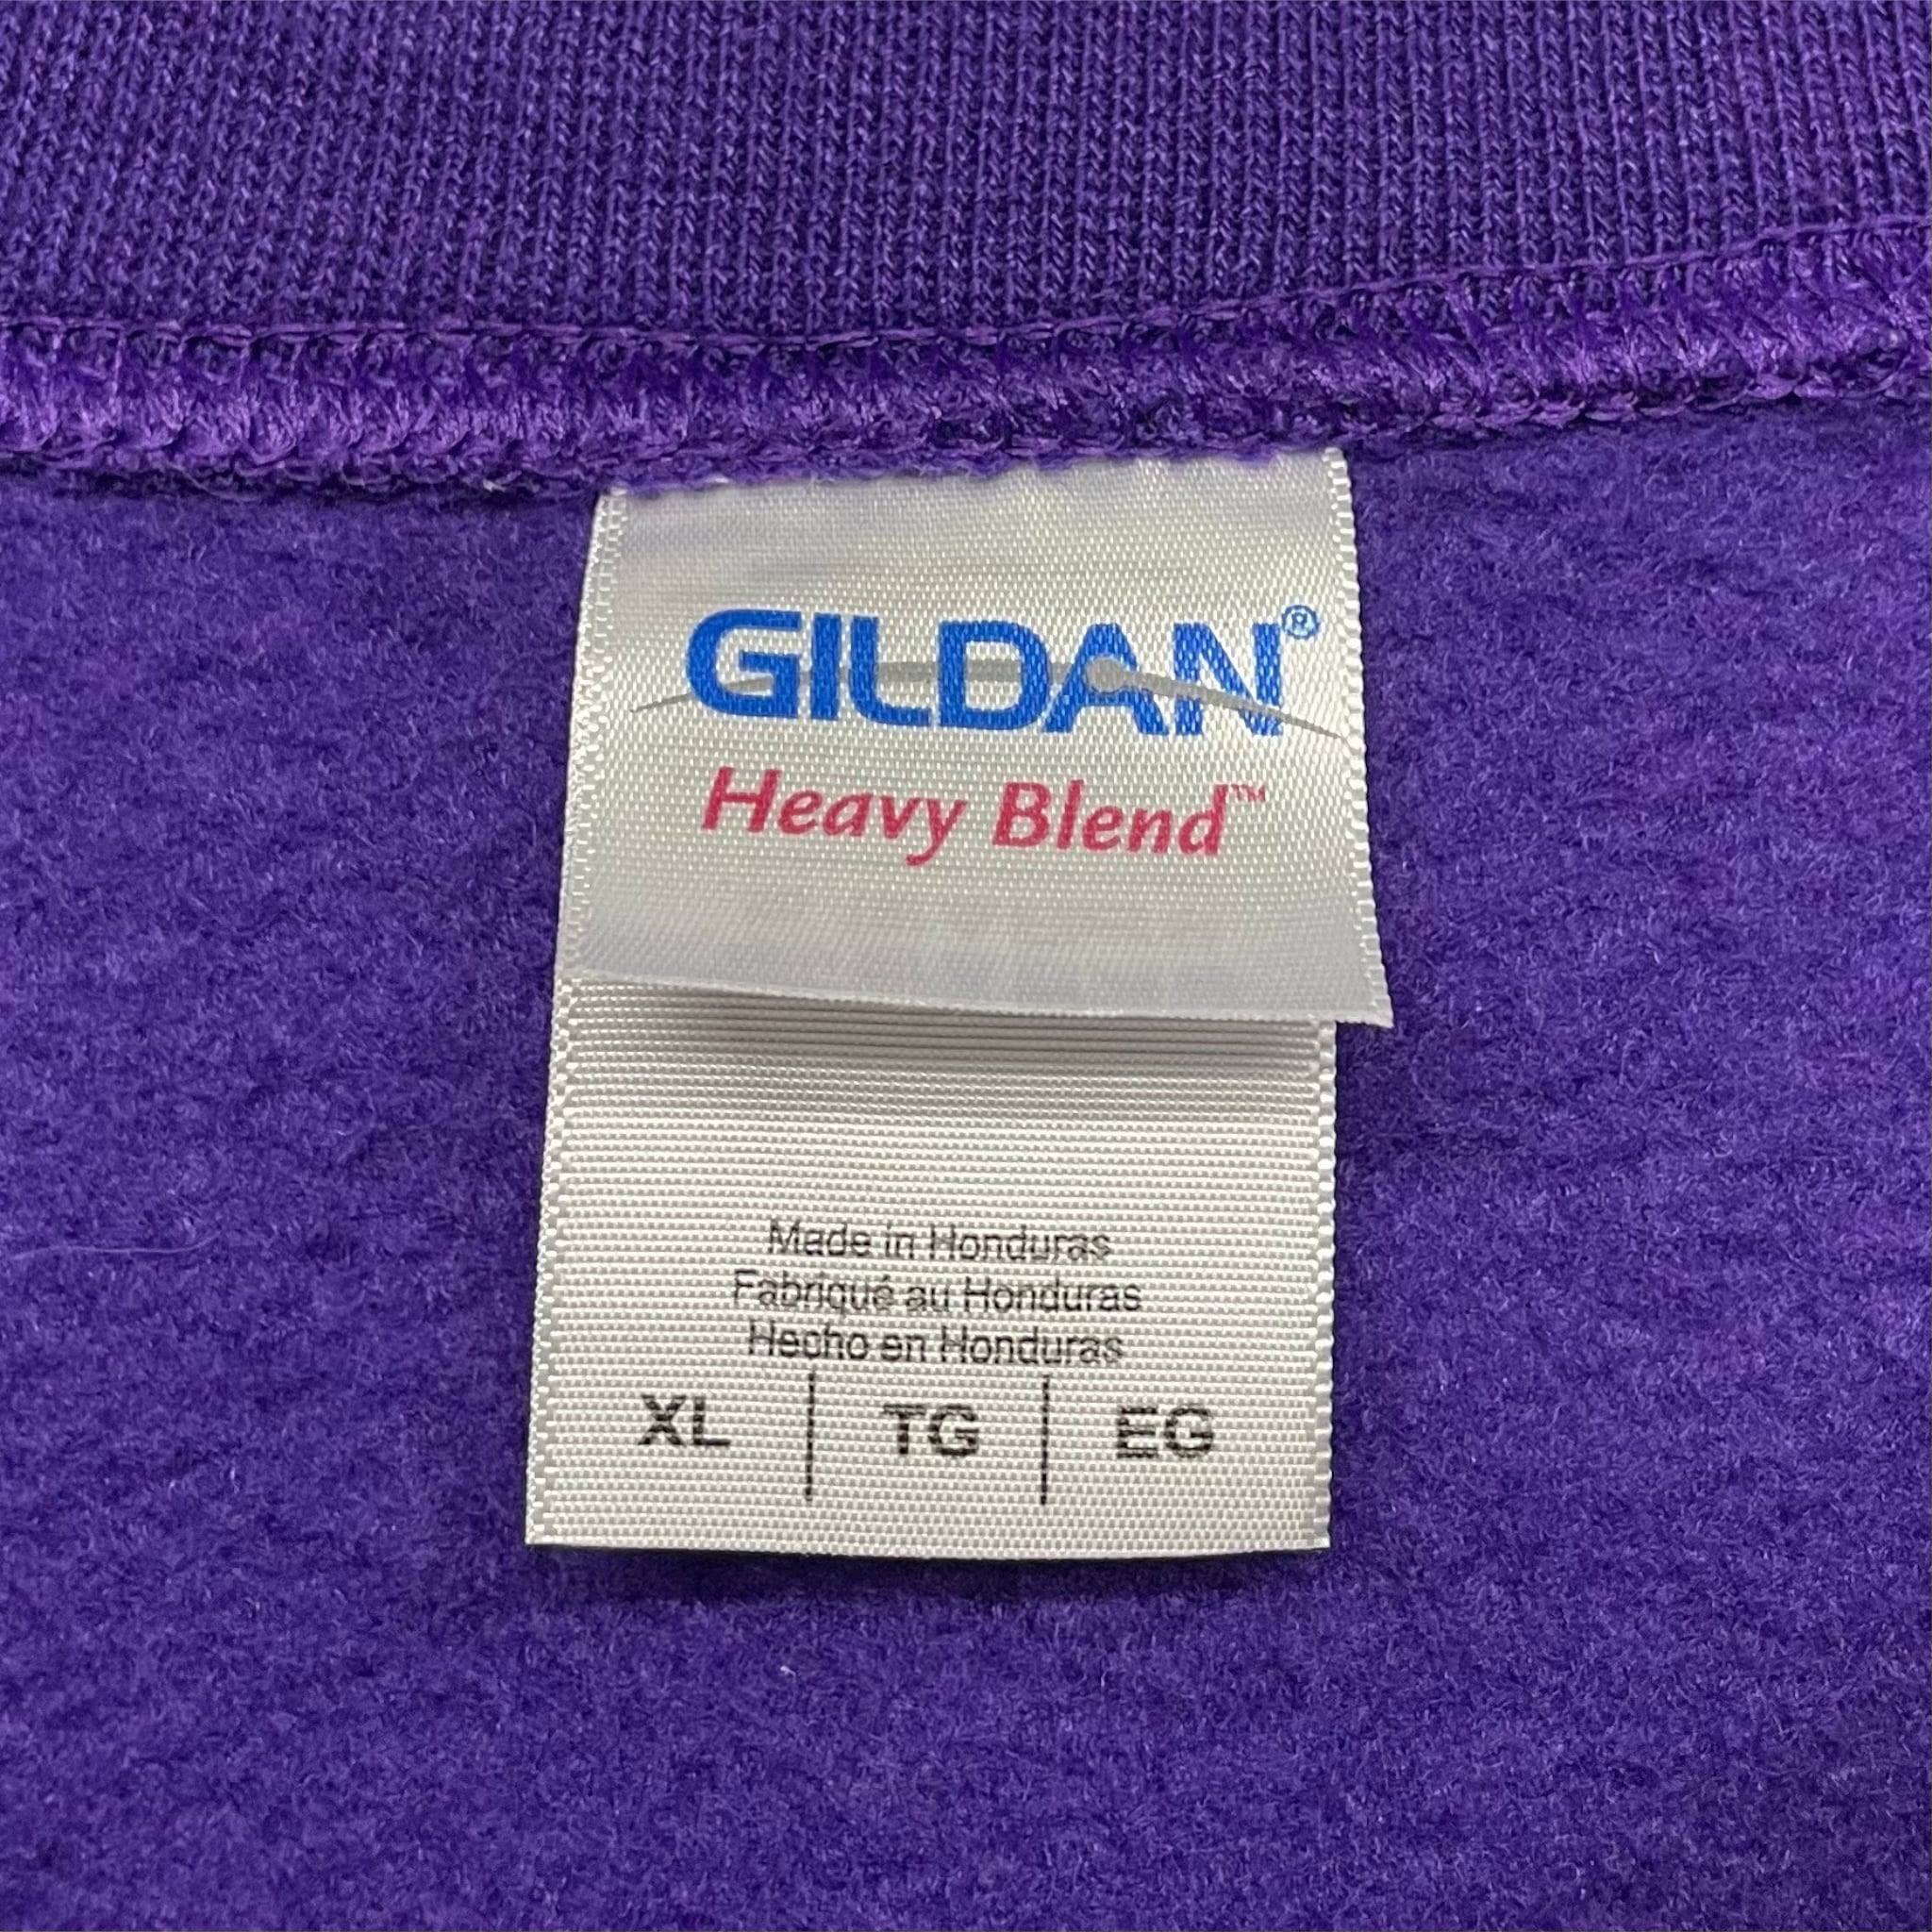 GILDAN®
Heavy Blend™
Made in Honduras
Fabriqué au Honduras
Hecho en Honduras
XL | TG | EG